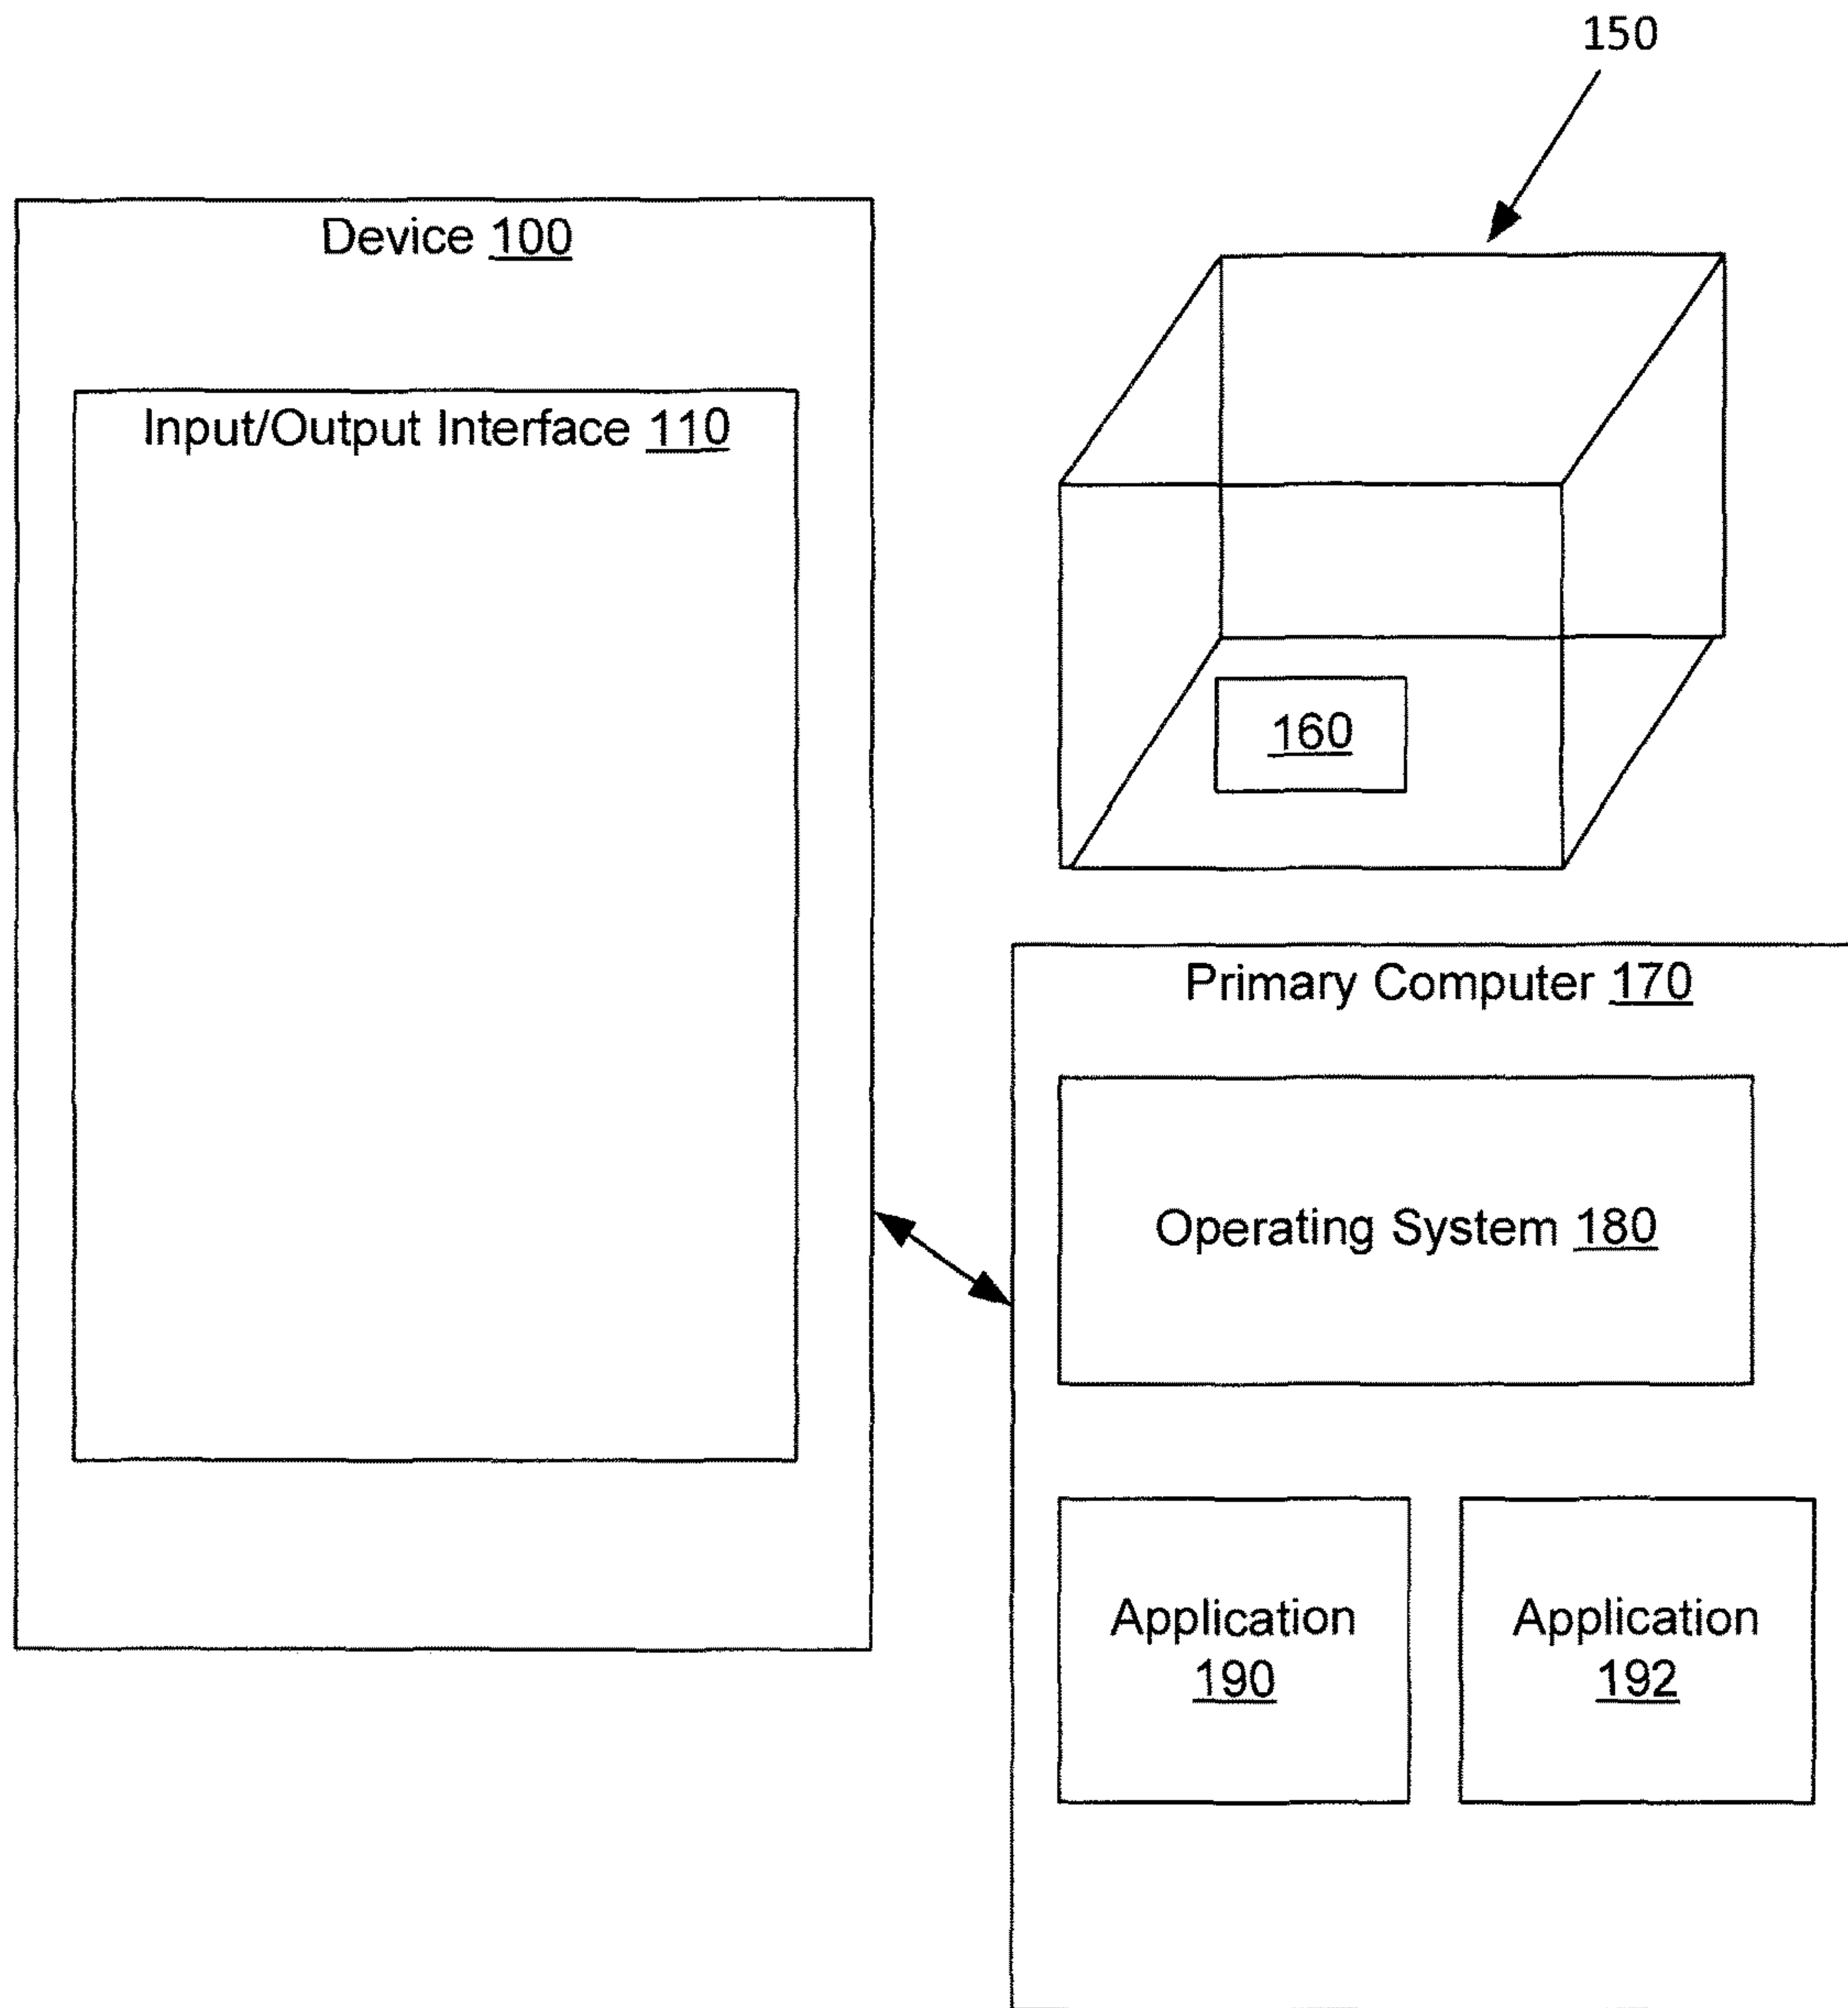 150
Device 100
Input/Output Interface 110
160
Primary Computer 170
Operating System 180
Application
190
Application
192